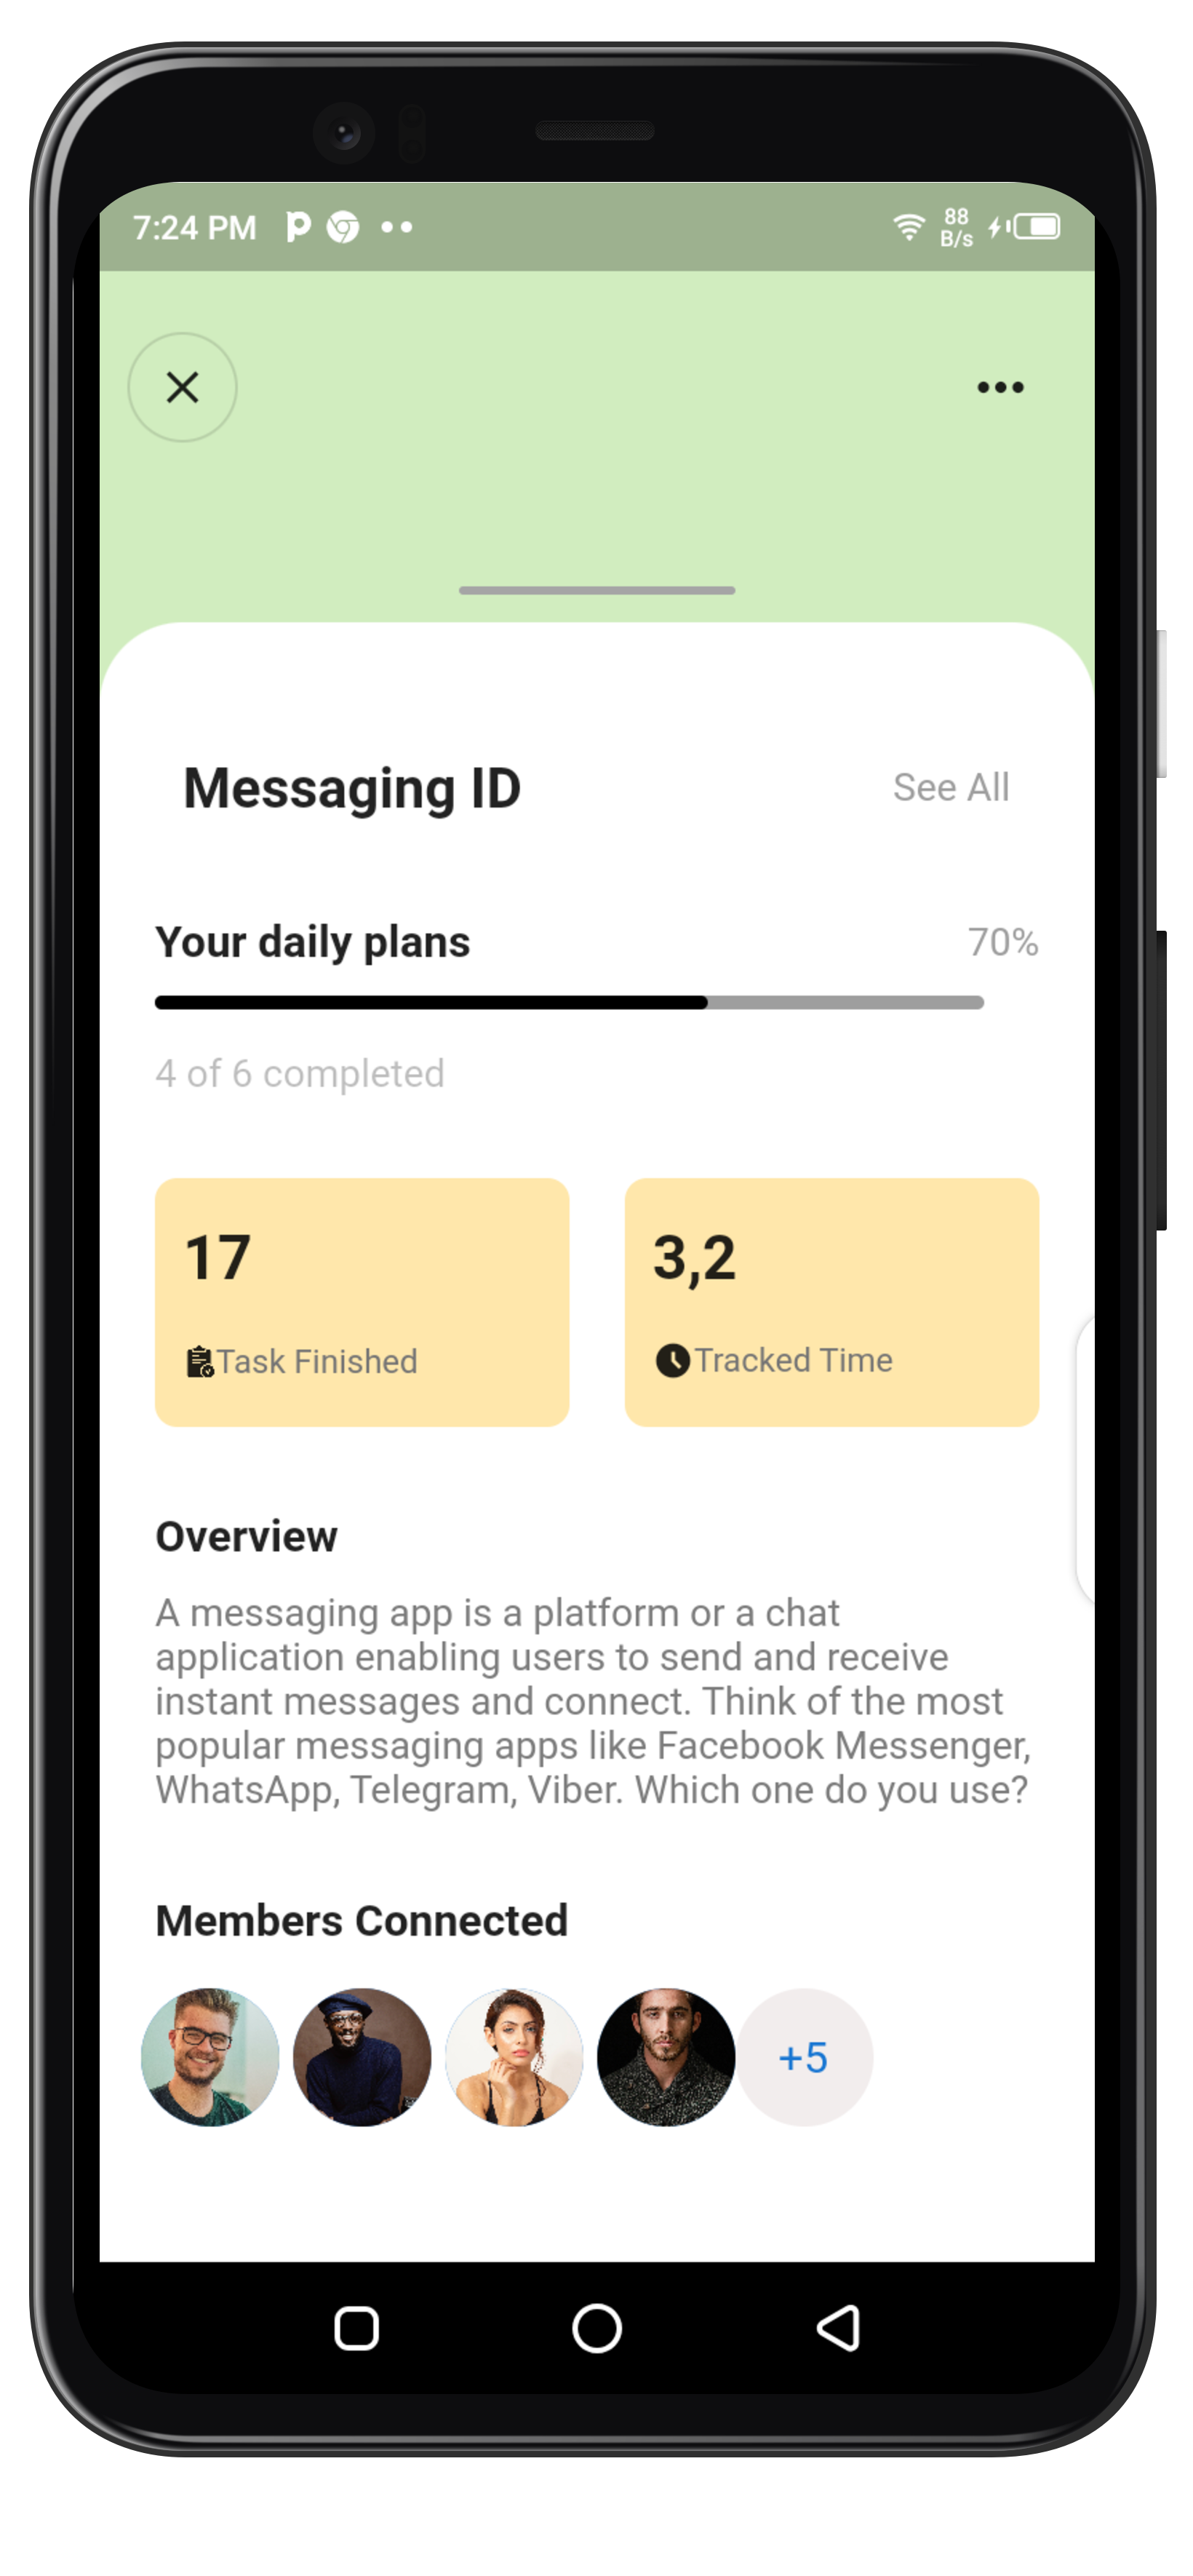 7:24 PM
88
B/s
Messaging ID
See All
Your daily plans
70%
4 of 6 completed
17
3,2
Task Finished
Tracked Time
Overview
A messaging app is a platform or a chat
application enabling users to send and receive
instant messages and connect. Think of the most
popular messaging apps like Facebook Messenger,
WhatsApp, Telegram, Viber. Which one do you use?
Members Connected
+5